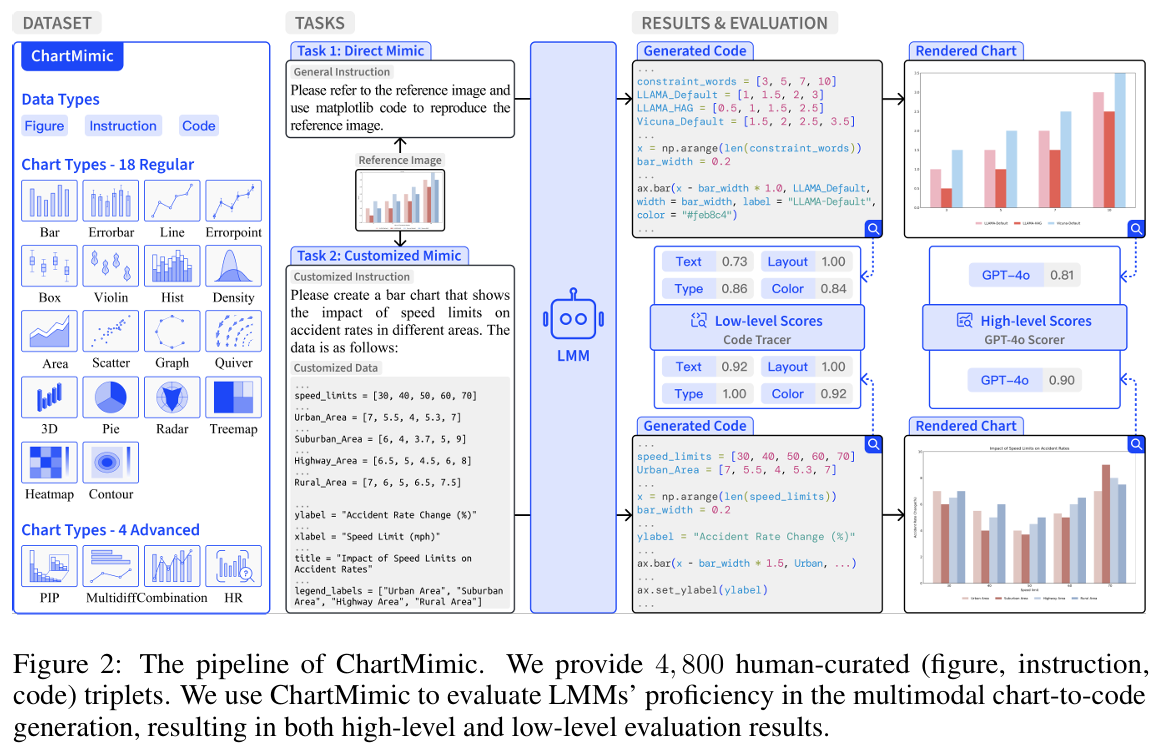 DATASET
ChartMimic
Data Types
Figure Instruction Code
Chart Types - 18 Regular
Bar Errorbar Line Errorpoint
Box Violin Hist Density
Area Scatter Graph Quiver
3D Pie Radar Treemap
Heatmap Contour
Chart Types - 4 Advanced
PIP Multidiff Combination HR
TASKS
Task 1: Direct Mimic
General Instruction
Please refer to the reference image and
use matplotlib code to reproduce the
reference image.
Reference Image
Task 2: Customized Mimic
Customized Instruction
Please create a bar chart that shows
the impact of speed limits on
accident rates in different areas. The
data is as follows:
Customized Data
...
speed_limits = [30, 40, 50, 60, 70]
...
Urban_Area = [7, 5.5, 4, 5.3, 7]
...
Suburban_Area = [6, 4, 3.7, 5, 9]
...
Highway_Area = [6.5, 5, 4.5, 6, 8]
...
Rural_Area = [7, 6, 5, 6.5, 7.5]
...
ylabel = "Accident Rate Change (%)"
...
xlabel = "Speed Limit (mph)"
...
title = "Impact of Speed Limits on
Accident Rates"
...
legend_labels = ["Urban Area", "Suburban
Area", "Highway Area", "Rural Area"]
LMM
RESULTS & EVALUATION
Generated Code
...
constraint_words = [3, 5, 7, 10]
LLAMA_Default = [1, 1.5, 2, 3]
LLAMA_HAG = [0.5, 1, 1.5, 2.5]
Vicuna_Default = [1.5, 2, 2.5, 3.5]
...
x = np.arange(len(constraint_words))
bar_width = 0.2
...
ax.bar(x - bar_width * 1.0, LLAMA_Default,
width = bar_width, label = "LLAMA-Default",
color = "#feb8c4")
...
Rendered Chart
LLAMA-Default LLAMA-HAG Vicuna-Default
Text 0.73 Layout 1.00
Type 0.86 Color 0.84
Low-level Scores
Code Tracer
Text 0.92 Layout 1.00
Type 1.00 Color 0.92
GPT-4o 0.81
High-level Scores
GPT-4o Scorer
GPT-4o 0.90
Generated Code
...
speed_limits = [30, 40, 50, 60, 70]
Urban_Area = [7, 5.5, 4, 5.3, 7]
...
x = np.arange(len(speed_limits))
bar_width = 0.2
...
ylabel = "Accident Rate Change (%)"
...
ax.bar(x - bar_width * 1.5, Urban, ...)
...
ax.set_ylabel(ylabel)
...
Rendered Chart
Impact of Speed Limits on Accident Rates
Accident Rate Change (%)
Urban Area Suburban Area Highway Area Rural Area
Figure 2: The pipeline of ChartMimic. We provide 4, 800 human-curated (figure, instruction,
code) triplets. We use ChartMimic to evaluate LMMs’ proficiency in the multimodal chart-to-code
generation, resulting in both high-level and low-level evaluation results.